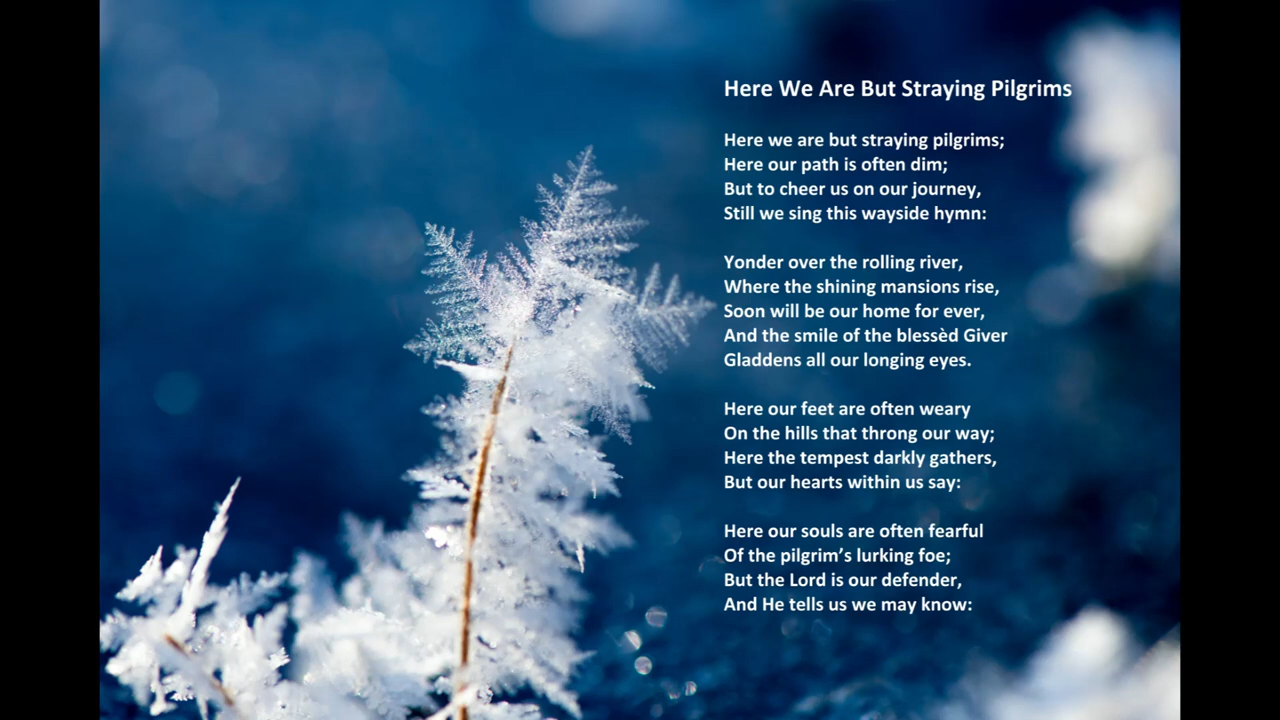 Here We Are But Straying Pilgrims
Here we are but straying pilgrims;
Here our path is often dim;
But to cheer us on our journey,
Still we sing this wayside hymn:
Yonder over the rolling river,
Where the shining mansions rise,
Soon will be our home for ever,
And the smile of the blessèd Giver
Gladdens all our longing eyes.
Here our feet are often weary
On the hills that throng our way;
Here the tempest darkly gathers,
But our hearts within us say:
Here our souls are often fearful
Of the pilgrim’s lurking foe;
But the Lord is our defender,
And He tells us we may know: